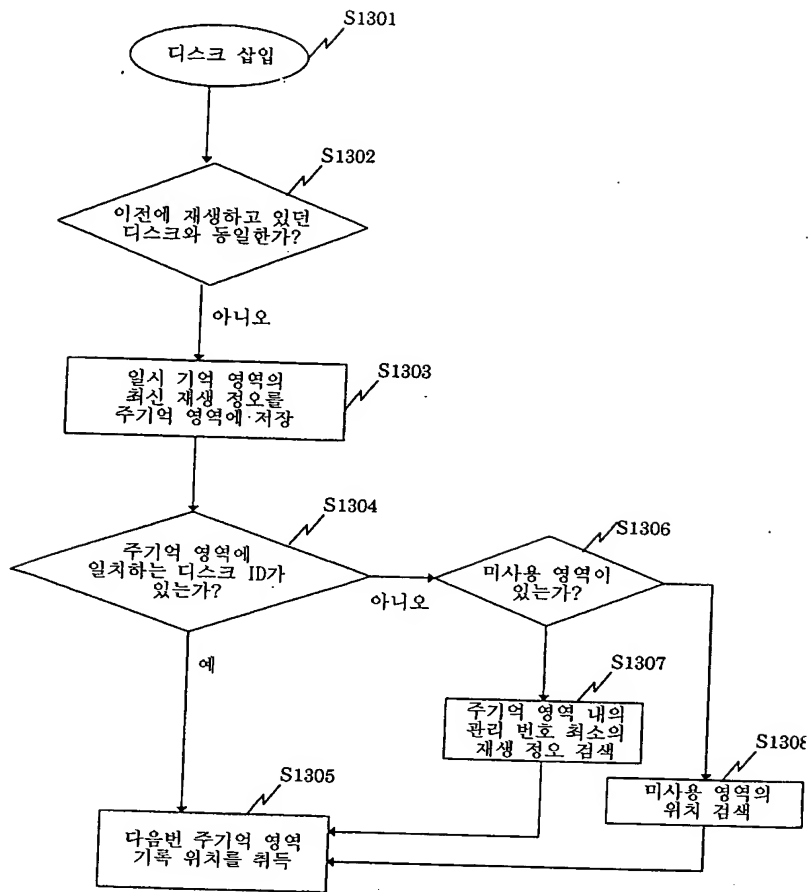 S1301
디스크 삽입
S1302
이전에 재생하고 있던
디스크와 동일한가?
아니오
S1303
일시 기억 영역의
최신 재생 정오를
주기억 영역에 저장
S1304
주기억 영역에
일치하는 디스크 ID가
있는가?
아니오
S1306
미사용 영역이
있는가?
예
S1307
주기억 영역 내의
관리 번호 최소의
재생 정오 검색
S1308
미사용 영역의
위치 검색
S1305
다음번 주기억 영역
기록 위치를 취득